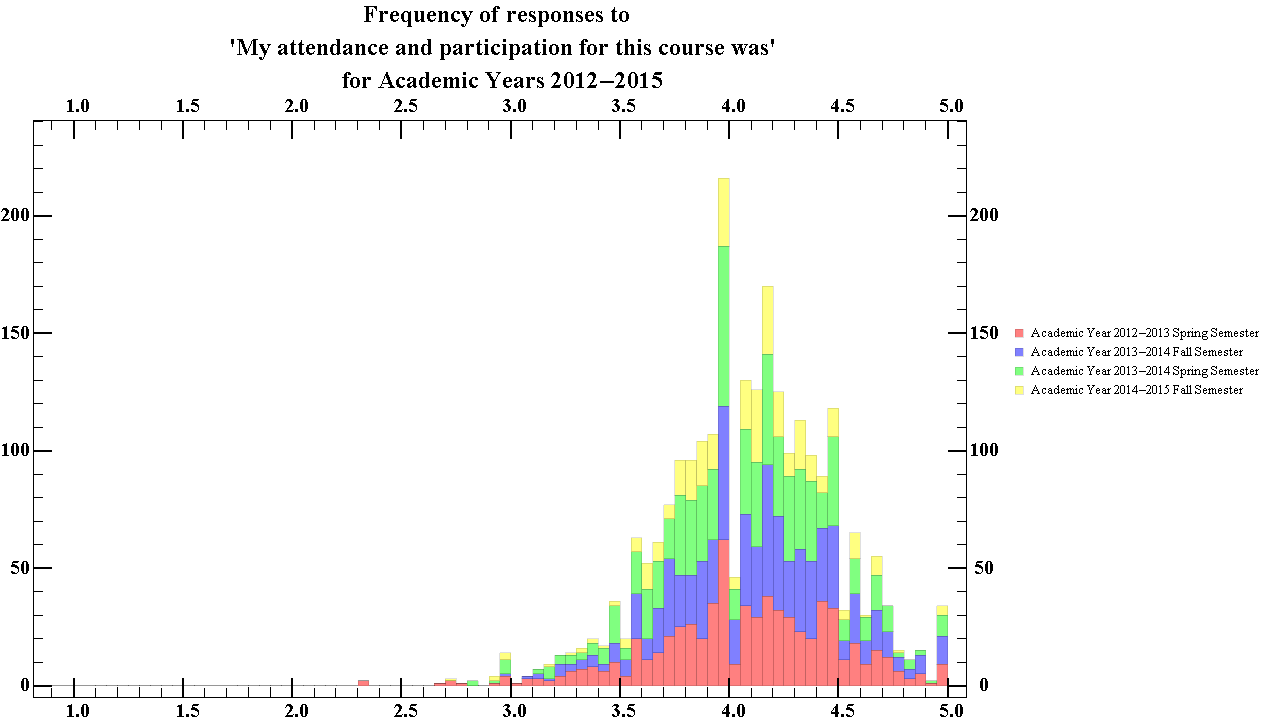 Frequency of responses to
'My attendance and participation for this course was'
for Academic Years 2012–2015
1.0 1.5 2.0 2.5 3.0 3.5 4.0 4.5 5.0
200 200
150 150
Academic Year 2012–2013 Spring Semester
Academic Year 2013–2014 Fall Semester
Academic Year 2013–2014 Spring Semester
Academic Year 2014–2015 Fall Semester
100 100
50 50
0 0
1.0 1.5 2.0 2.5 3.0 3.5 4.0 4.5 5.0